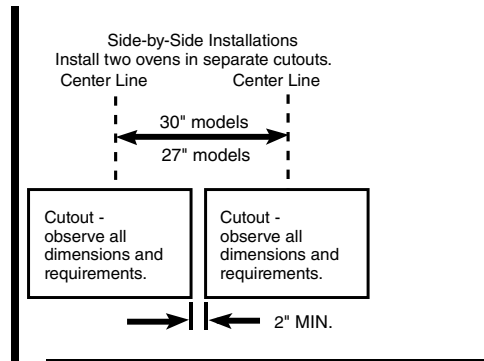 Side-by-Side Installations
Install two ovens in separate cutouts.
Center Line
Center Line
30" models
27" models
Cutout -
observe all
dimensions and
requirements.
Cutout -
observe all
dimensions and
requirements.
2" MIN.